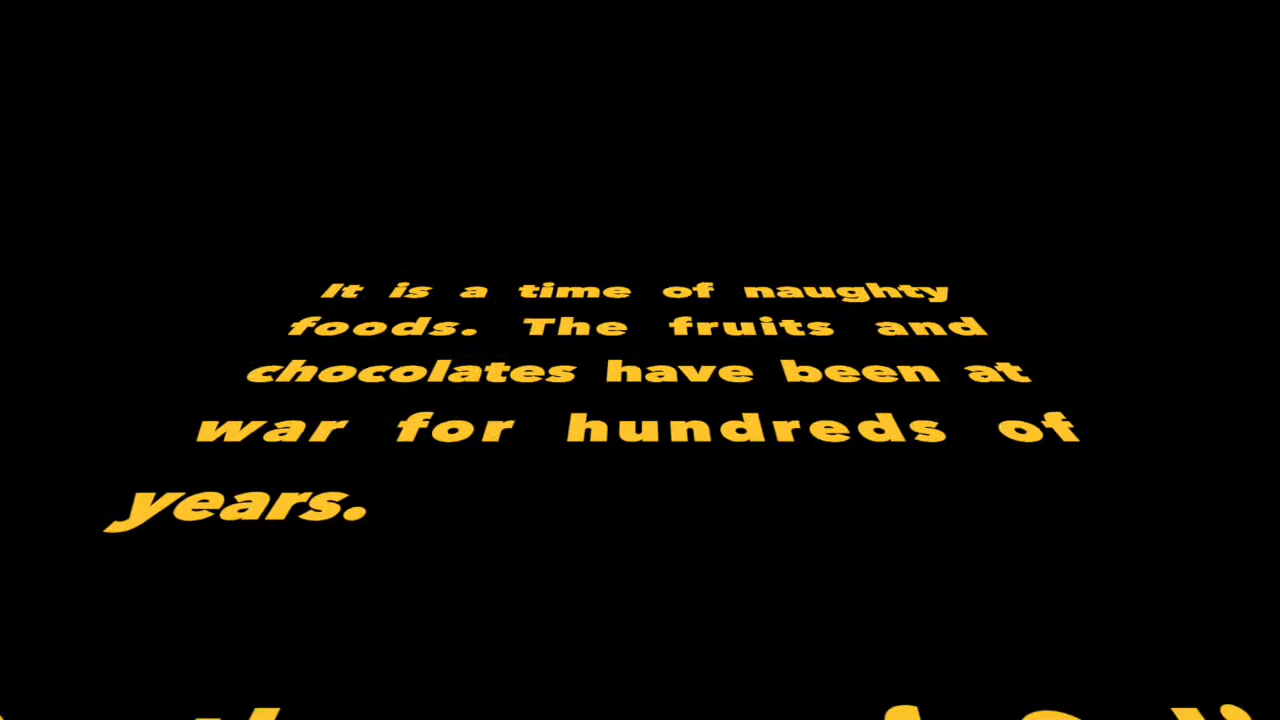 It is a time of naughty
foods. The fruits and
chocolates have been at
war for hundreds of
years.